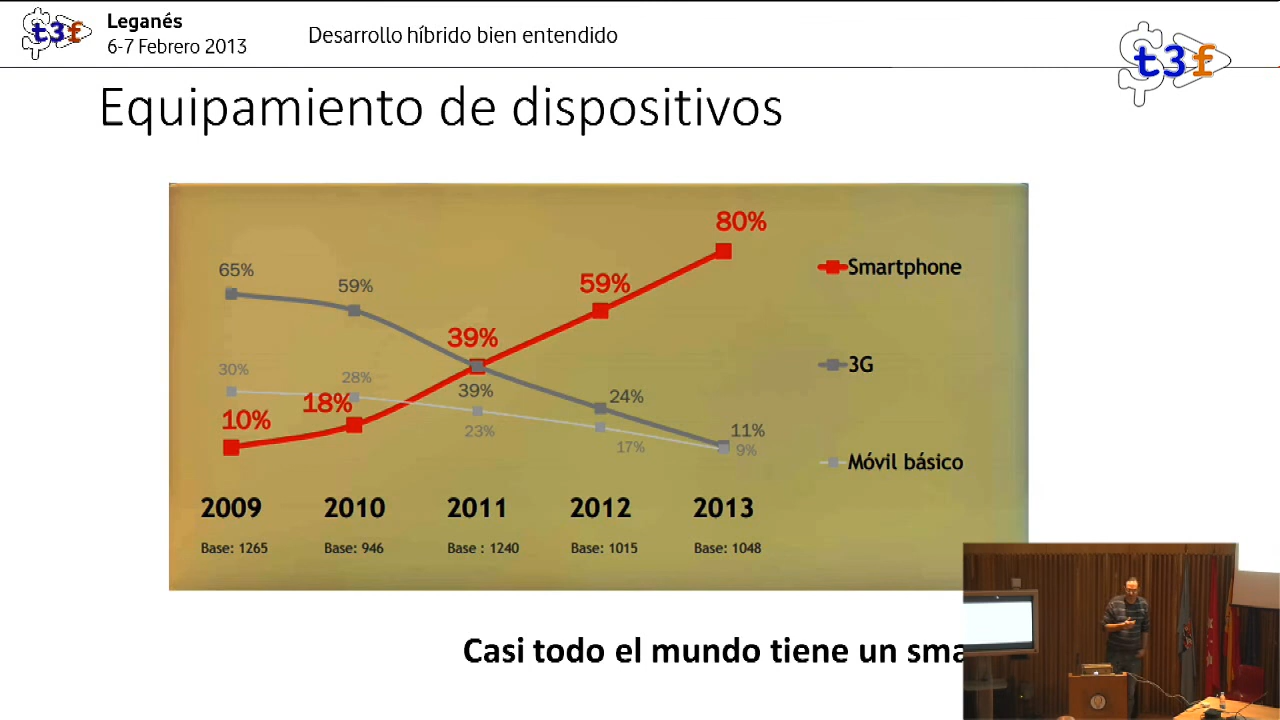 t3f
Leganés
6-7 Febrero 2013
Desarrollo híbrido bien entendido
t3f
Equipamiento de dispositivos
80%
65%
59%
59%
39%
30%
28%
39%
24%
18%
10%
23%
17%
11%
9%
Smartphone
3G
Móvil básico
2009 2010 2011 2012 2013
Base: 1265 Base: 946 Base : 1240 Base: 1015 Base: 1048
Casi todo el mundo tiene un sma